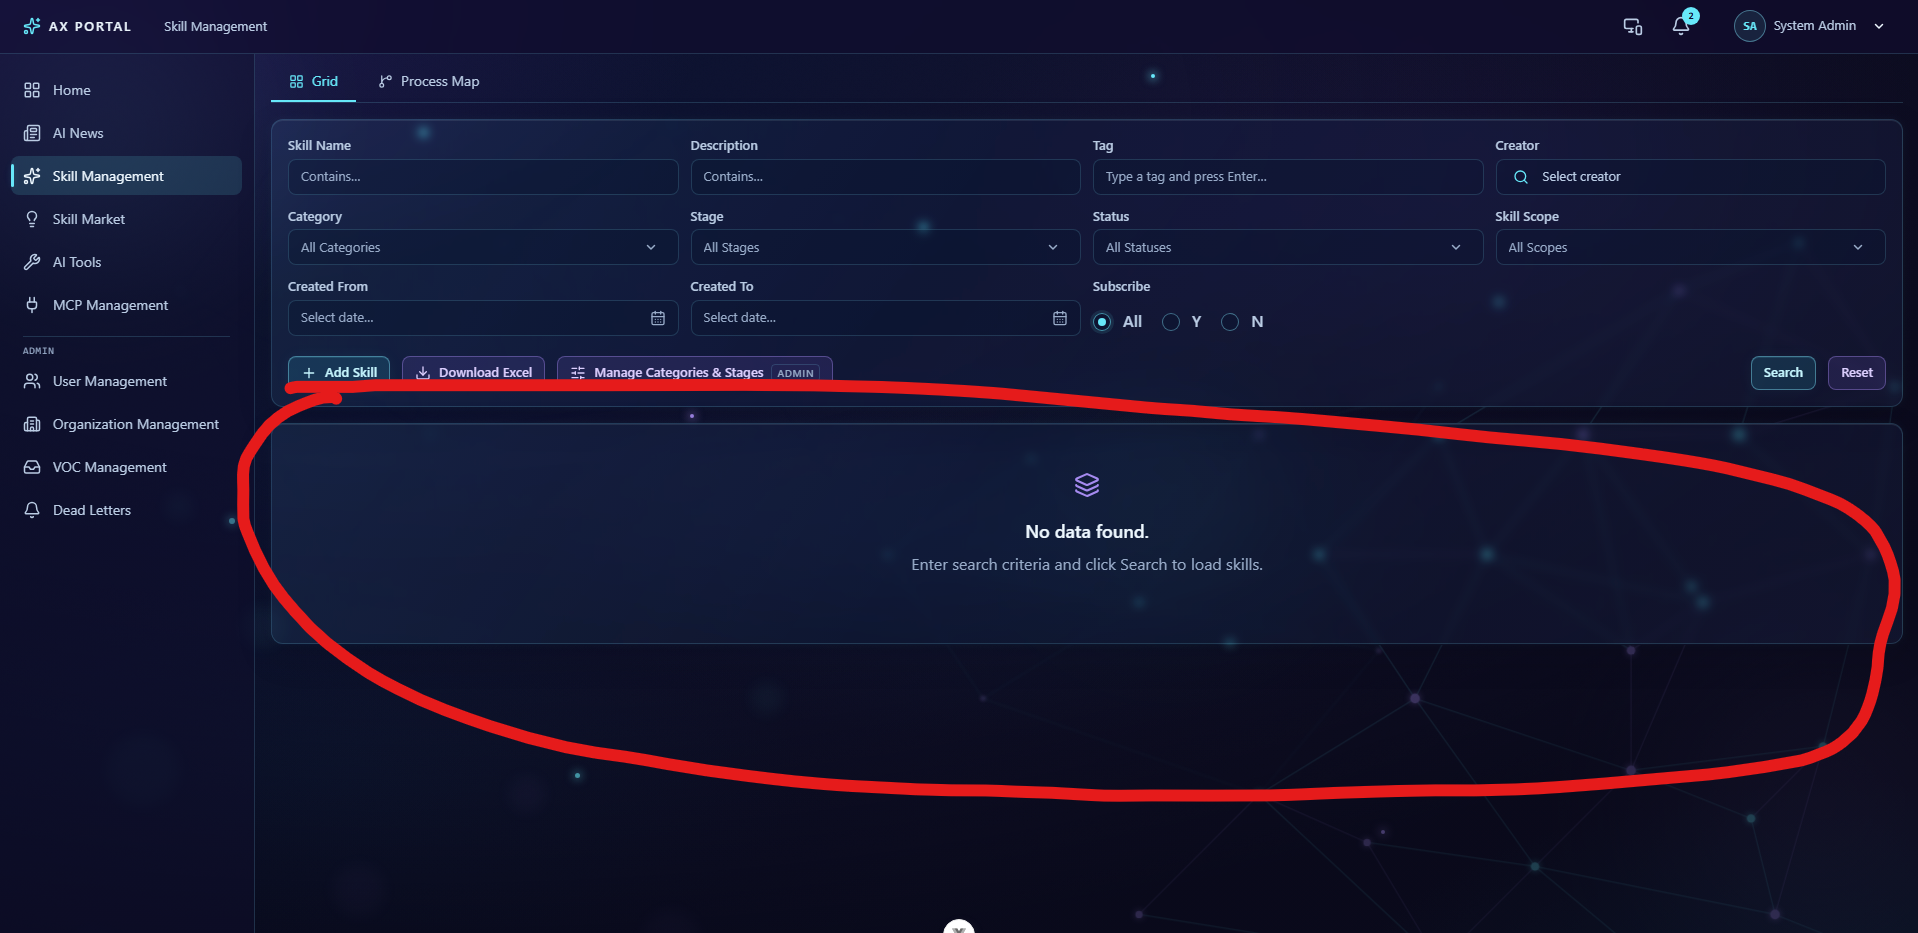 AX PORTAL
Skill Management
2
SA
System Admin
Home
AI News
Skill Management
Skill Market
AI Tools
MCP Management
ADMIN
User Management
Organization Management
VOC Management
Dead Letters
Grid
Process Map
Skill Name
Description
Tag
Creator
Contains...
Contains...
Type a tag and press Enter...
Select creator
Category
Stage
Status
Skill Scope
All Categories
All Stages
All Statuses
All Scopes
Created From
Created To
Subscribe
Select date...
Select date...
All
Y
N
Add Skill
Download Excel
Manage Categories & Stages
ADMIN
Search
Reset
No data found.
Enter search criteria and click Search to load skills.